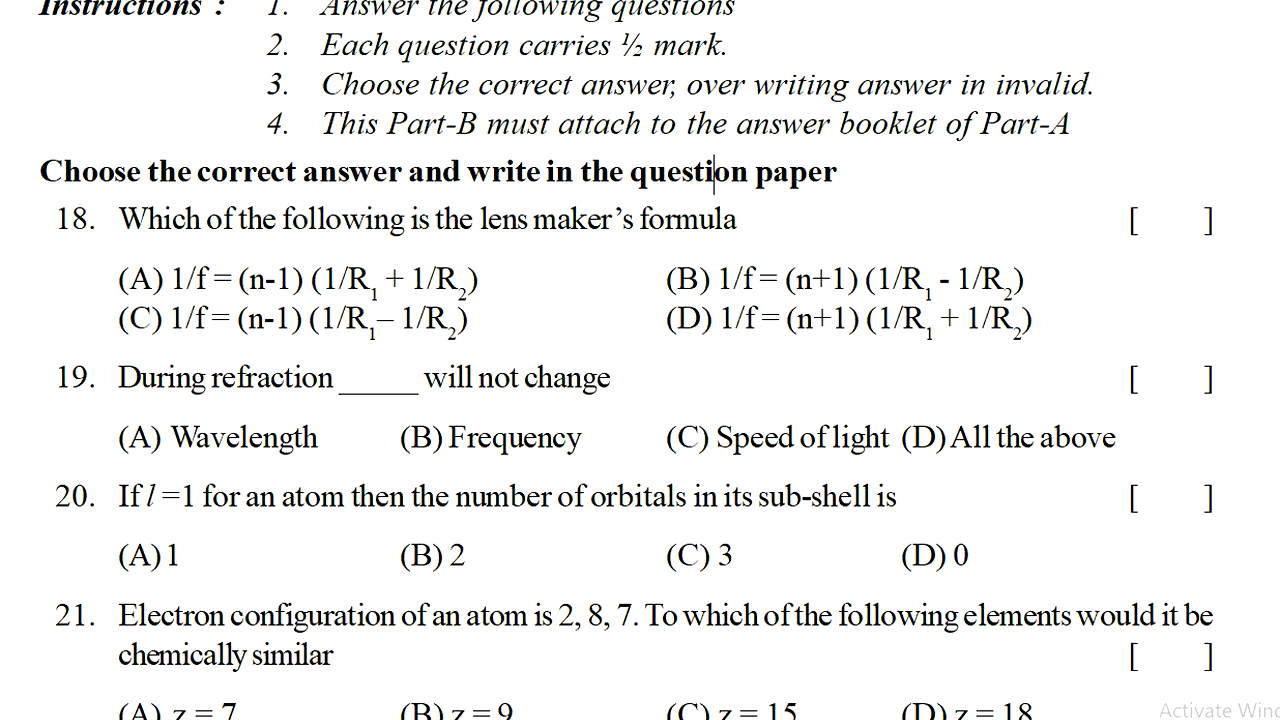 Instructions : 1. Answer the following questions
2. Each question carries ½ mark.
3. Choose the correct answer, over writing answer in invalid.
4. This Part-B must attach to the answer booklet of Part-A
Choose the correct answer and write in the question paper
18. Which of the following is the lens maker’s formula [ ]
(A) 1/f = (n-1) (1/R₁ + 1/R₂) (B) 1/f = (n+1) (1/R₁ - 1/R₂)
(C) 1/f = (n-1) (1/R₁ – 1/R₂) (D) 1/f = (n+1) (1/R₁ + 1/R₂)
19. During refraction _____ will not change [ ]
(A) Wavelength (B) Frequency (C) Speed of light (D) All the above
20. If l =1 for an atom then the number of orbitals in its sub-shell is [ ]
(A) 1 (B) 2 (C) 3 (D) 0
21. Electron configuration of an atom is 2, 8, 7. To which of the following elements would it be
chemically similar [ ]
(A) z = 7 (B) z = 9 (C) z = 15 (D) z = 18
Activate Wind